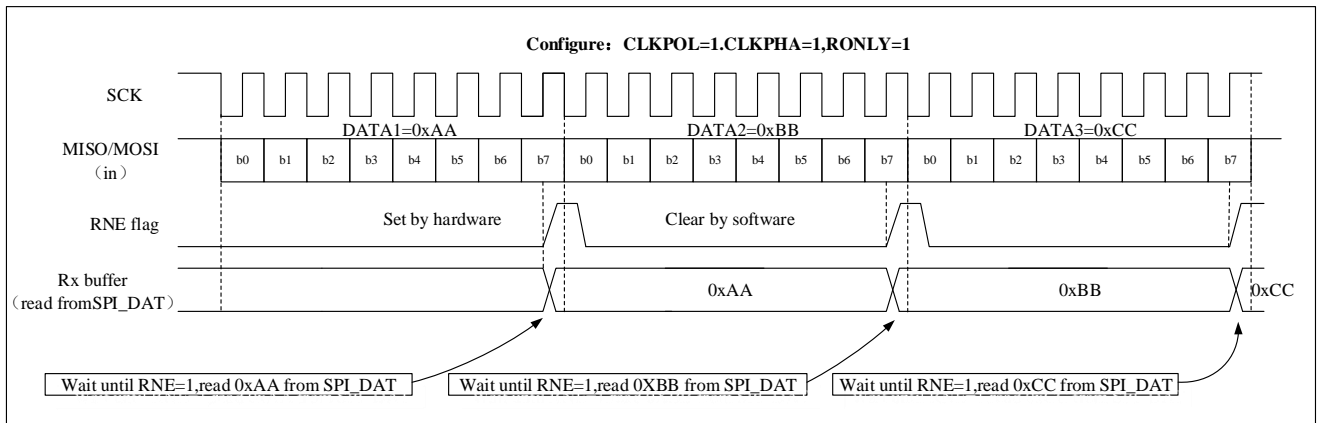 Configure：CLKPOL=1.CLKPHA=1,RONLY=1
SCK
DATA1=0xAA DATA2=0xBB DATA3=0xCC
MISO/MOSI
（in）
b0 b1 b2 b3 b4 b5 b6 b7 b0 b1 b2 b3 b4 b5 b6 b7 b0 b1 b2 b3 b4 b5 b6 b7
RNE flag
Set by hardware Clear by software
Rx buffer
（read fromSPI_DAT）
0xAA 0xBB 0xCC
Wait until RNE=1,read 0xAA from SPI_DAT
Wait until RNE=1,read 0XBB from SPI_DAT
Wait until RNE=1,read 0xCC from SPI_DAT